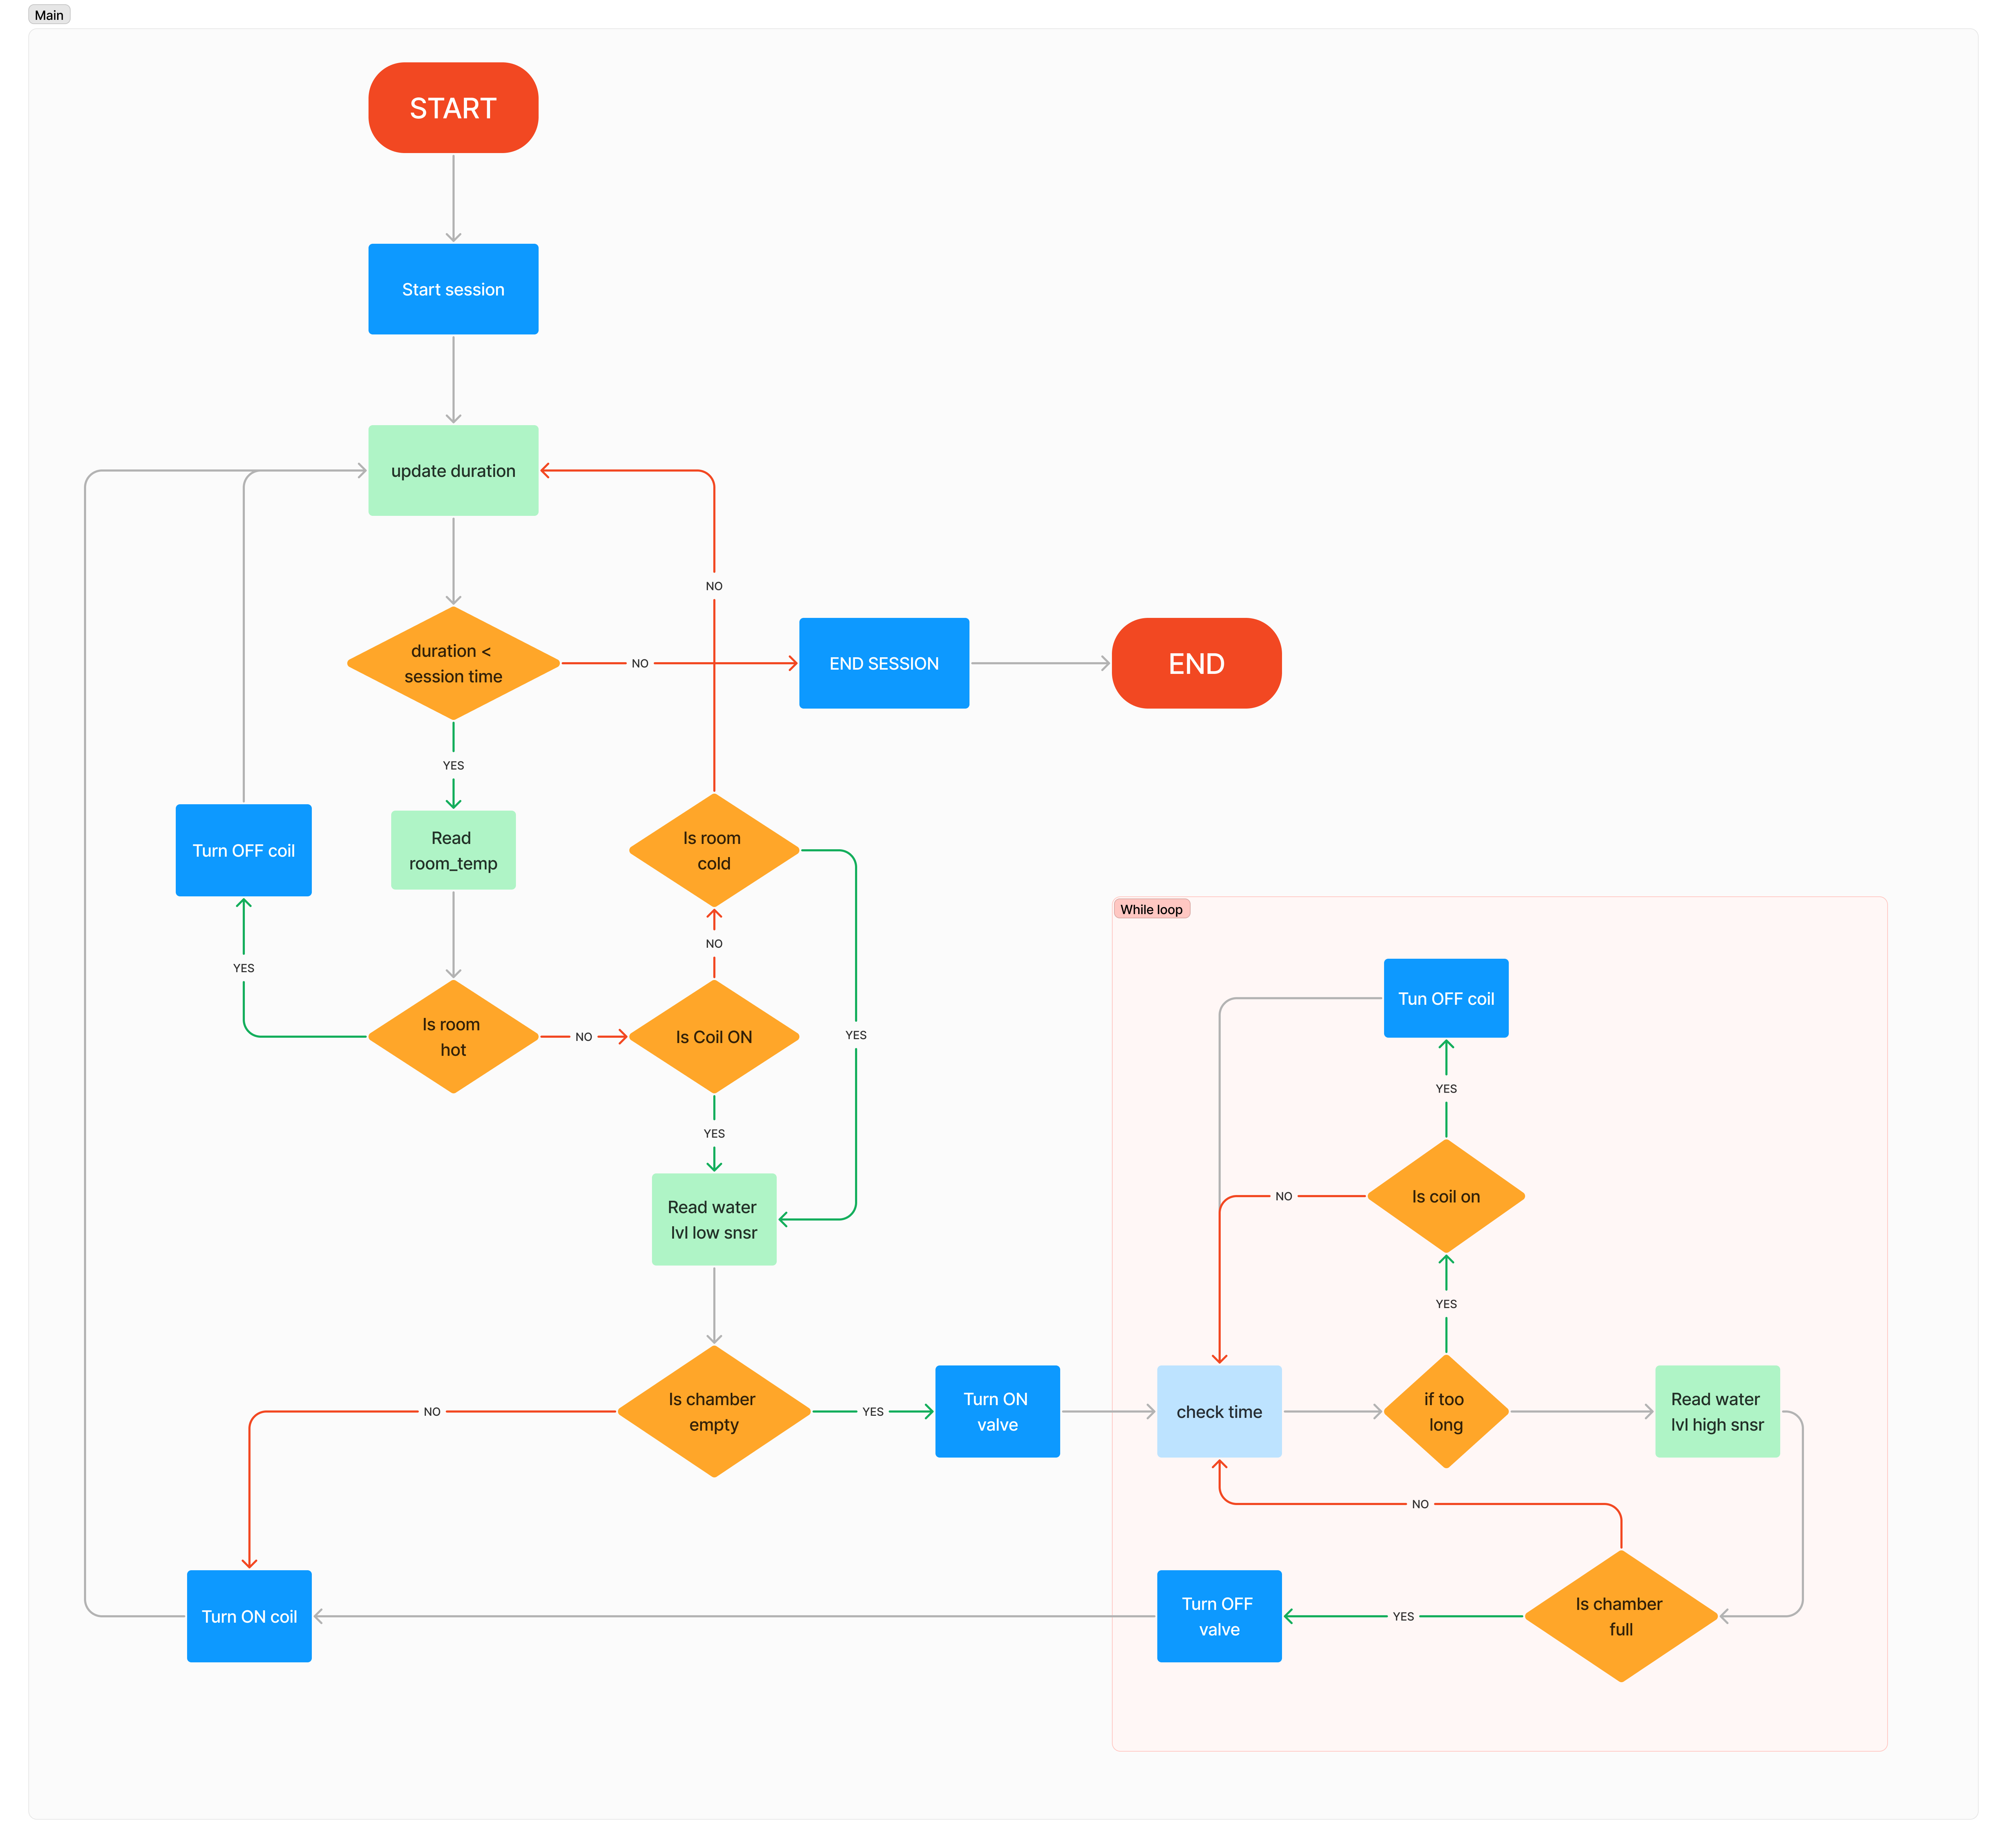 Main
START
Start session
update duration
NO
duration <
session time
NO
END SESSION
END
YES
Turn OFF coil
Read
room_temp
Is room
cold
While loop
NO
YES
Tun OFF coil
Is room
hot
NO
Is Coil ON
YES
YES
YES
Read water
lvl low snsr
NO
Is coil on
YES
Is chamber
empty
NO
YES
Turn ON
valve
check time
if too
long
Read water
lvl high snsr
NO
Turn ON coil
Turn OFF
valve
YES
Is chamber
full